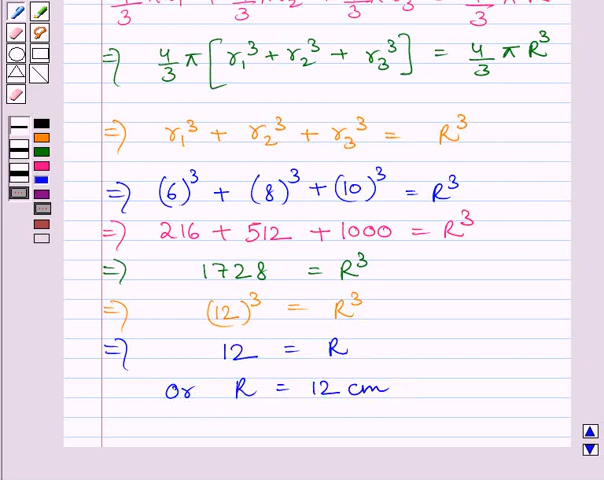 ⇒ 4/3 π [r₁³ + r₂³ + r₃³] = 4/3 π R³
⇒ r₁³ + r₂³ + r₃³ = R³
⇒ (6)³ + (8)³ + (10)³ = R³
⇒ 216 + 512 + 1000 = R³
⇒ 1728 = R³
⇒ (12)³ = R³
⇒ 12 = R
or R = 12 cm